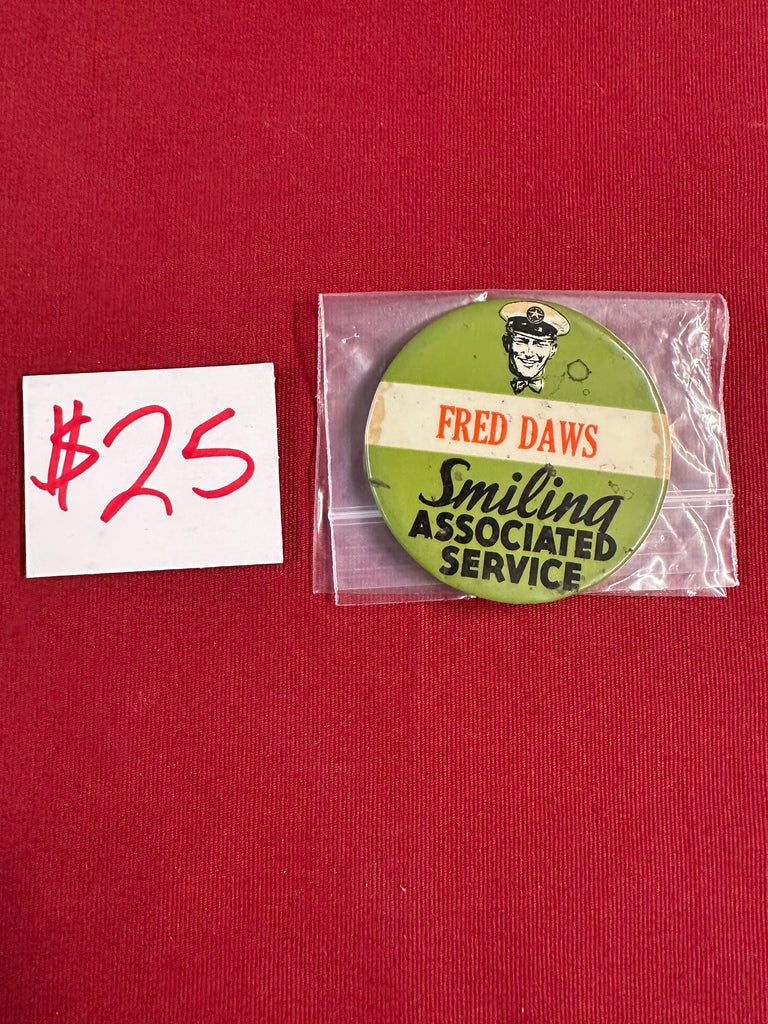 $25
FRED DAWS
Smiling
ASSOCIATED
SERVICE